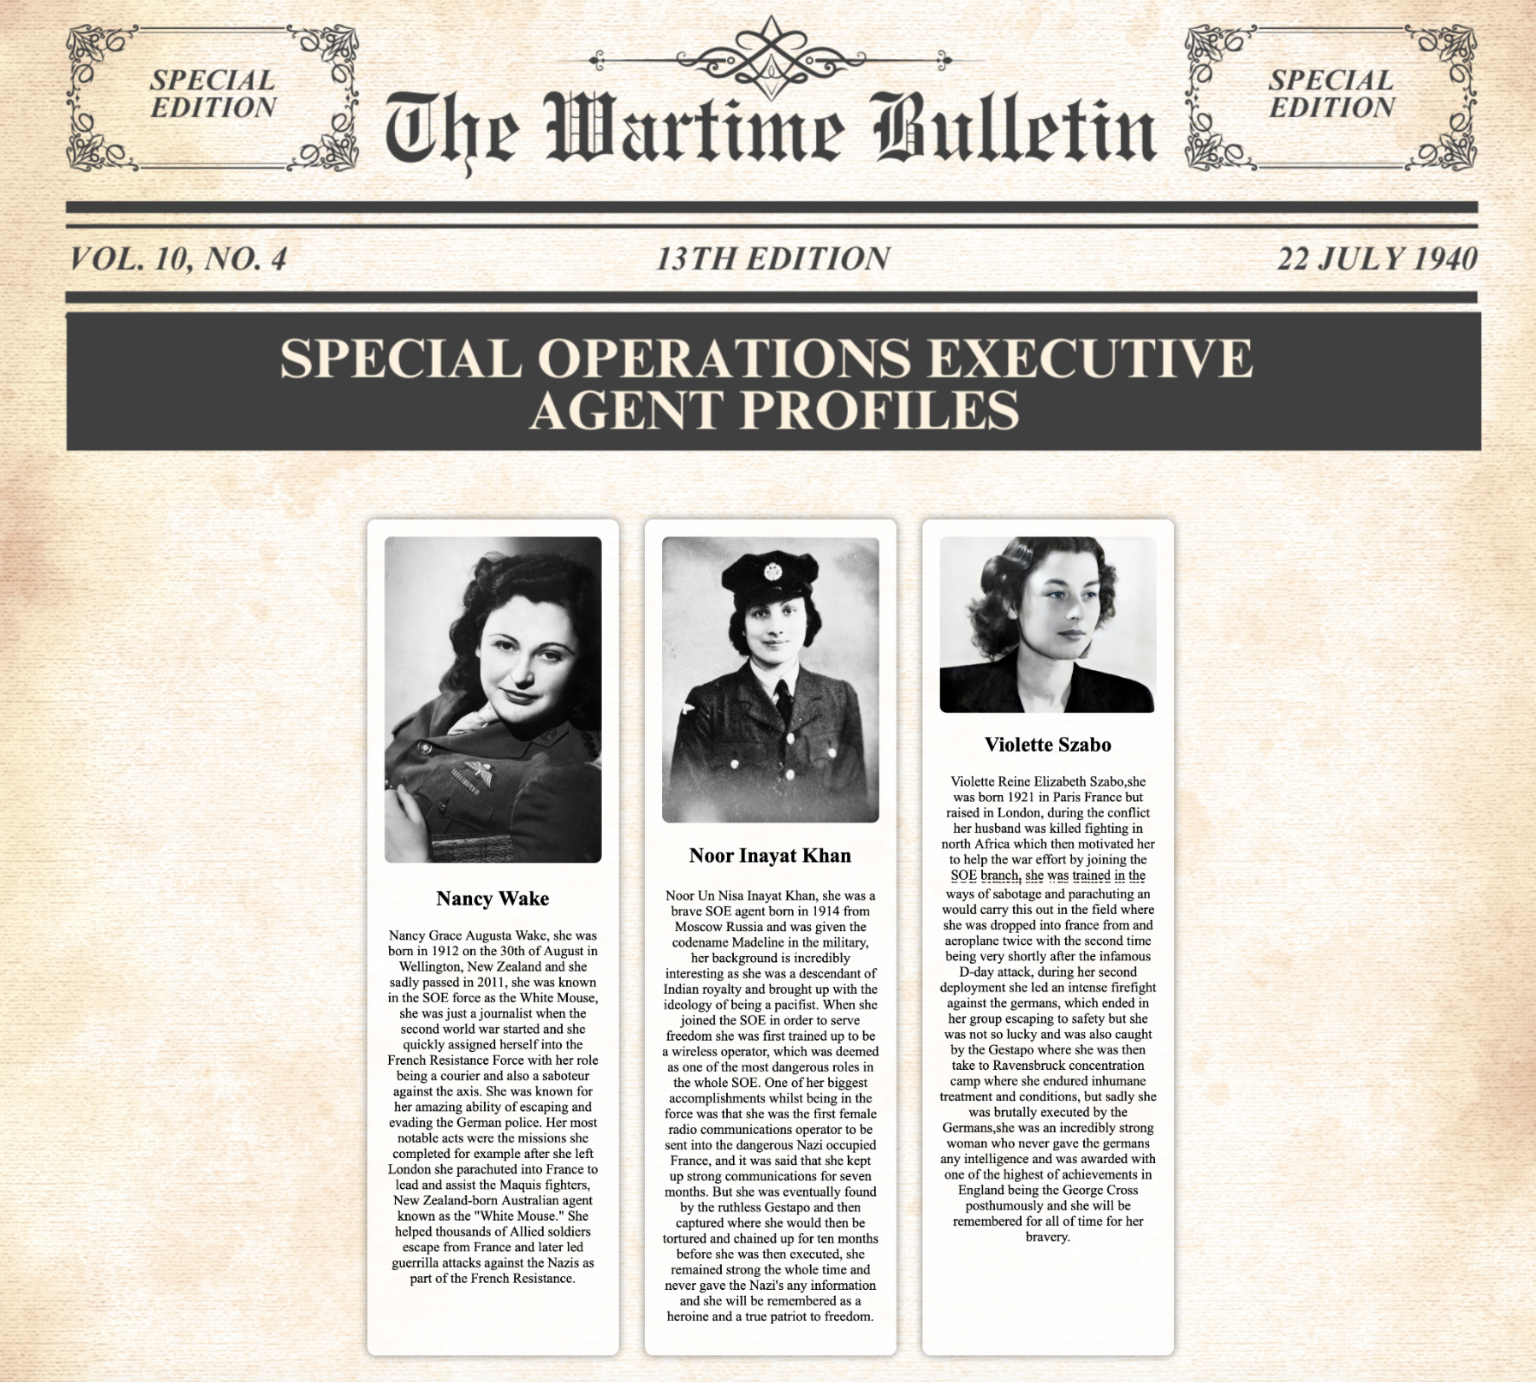 SPECIAL
EDITION
The Wartime Bulletin
SPECIAL
EDITION
VOL. 10, NO. 4
13TH EDITION
22 JULY 1940
SPECIAL OPERATIONS EXECUTIVE
AGENT PROFILES
Nancy Wake
Nancy Grace Augusta Wake, she was
born in 1912 on the 30th of August in
Wellington, New Zealand and she
sadly passed in 2011, she was known
in the SOE force as the White Mouse,
she was just a journalist when the
second world war started and she
quickly assigned herself into the
French Resistance Force with her role
being a courier and also a saboteur
against the axis. She was known for
her amazing ability of escaping and
evading the German police. Her most
notable acts were the missions she
completed for example after she left
London she parachuted into France to
lead and assist the Maquis fighters,
New Zealand-born Australian agent
known as the "White Mouse." She
helped thousands of Allied soldiers
escape from France and later led
guerrilla attacks against the Nazis as
part of the French Resistance.
Noor Inayat Khan
Noor Un Nisa Inayat Khan, she was a
brave SOE agent born in 1914 from
Moscow Russia and was given the
codename Madeline in the military,
her background is incredibly
interesting as she was a descendant of
Indian royalty and brought up with the
ideology of being a pacifist. When she
joined the SOE in order to serve
freedom she was first trained up to be
a wireless operator, which was deemed
as one of the most dangerous roles in
the whole SOE. One of her biggest
accomplishments whilst being in the
force was that she was the first female
radio communications operator to be
sent into the dangerous Nazi occupied
France, and it was said that she kept
up strong communications for seven
months. But she was eventually found
by the ruthless Gestapo and then
captured where she would then be
tortured and chained up for ten months
before she was then executed, she
remained strong the whole time and
never gave the Nazi's any information
and she will be remembered as a
heroine and a true patriot to freedom.
Violette Szabo
Violette Reine Elizabeth Szabo,she
was born 1921 in Paris France but
raised in London, during the conflict
her husband was killed fighting in
north Africa which then motivated her
to help the war effort by joining the
SOE branch, she was trained in the
ways of sabotage and parachuting an
would carry this out in the field where
she was dropped into france from and
aeroplane twice with the second time
being very shortly after the infamous
D-day attack, during her second
deployment she led an intense firefight
against the germans, which ended in
her group escaping to safety but she
was not so lucky and was also caught
by the Gestapo where she was then
take to Ravensbruck concentration
camp where she endured inhumane
treatment and conditions, but sadly she
was brutally executed by the
Germans,she was an incredibly strong
woman who never gave the germans
any intelligence and was awarded with
one of the highest of achievements in
England being the George Cross
posthumously and she will be
remembered for all of time for her
bravery.